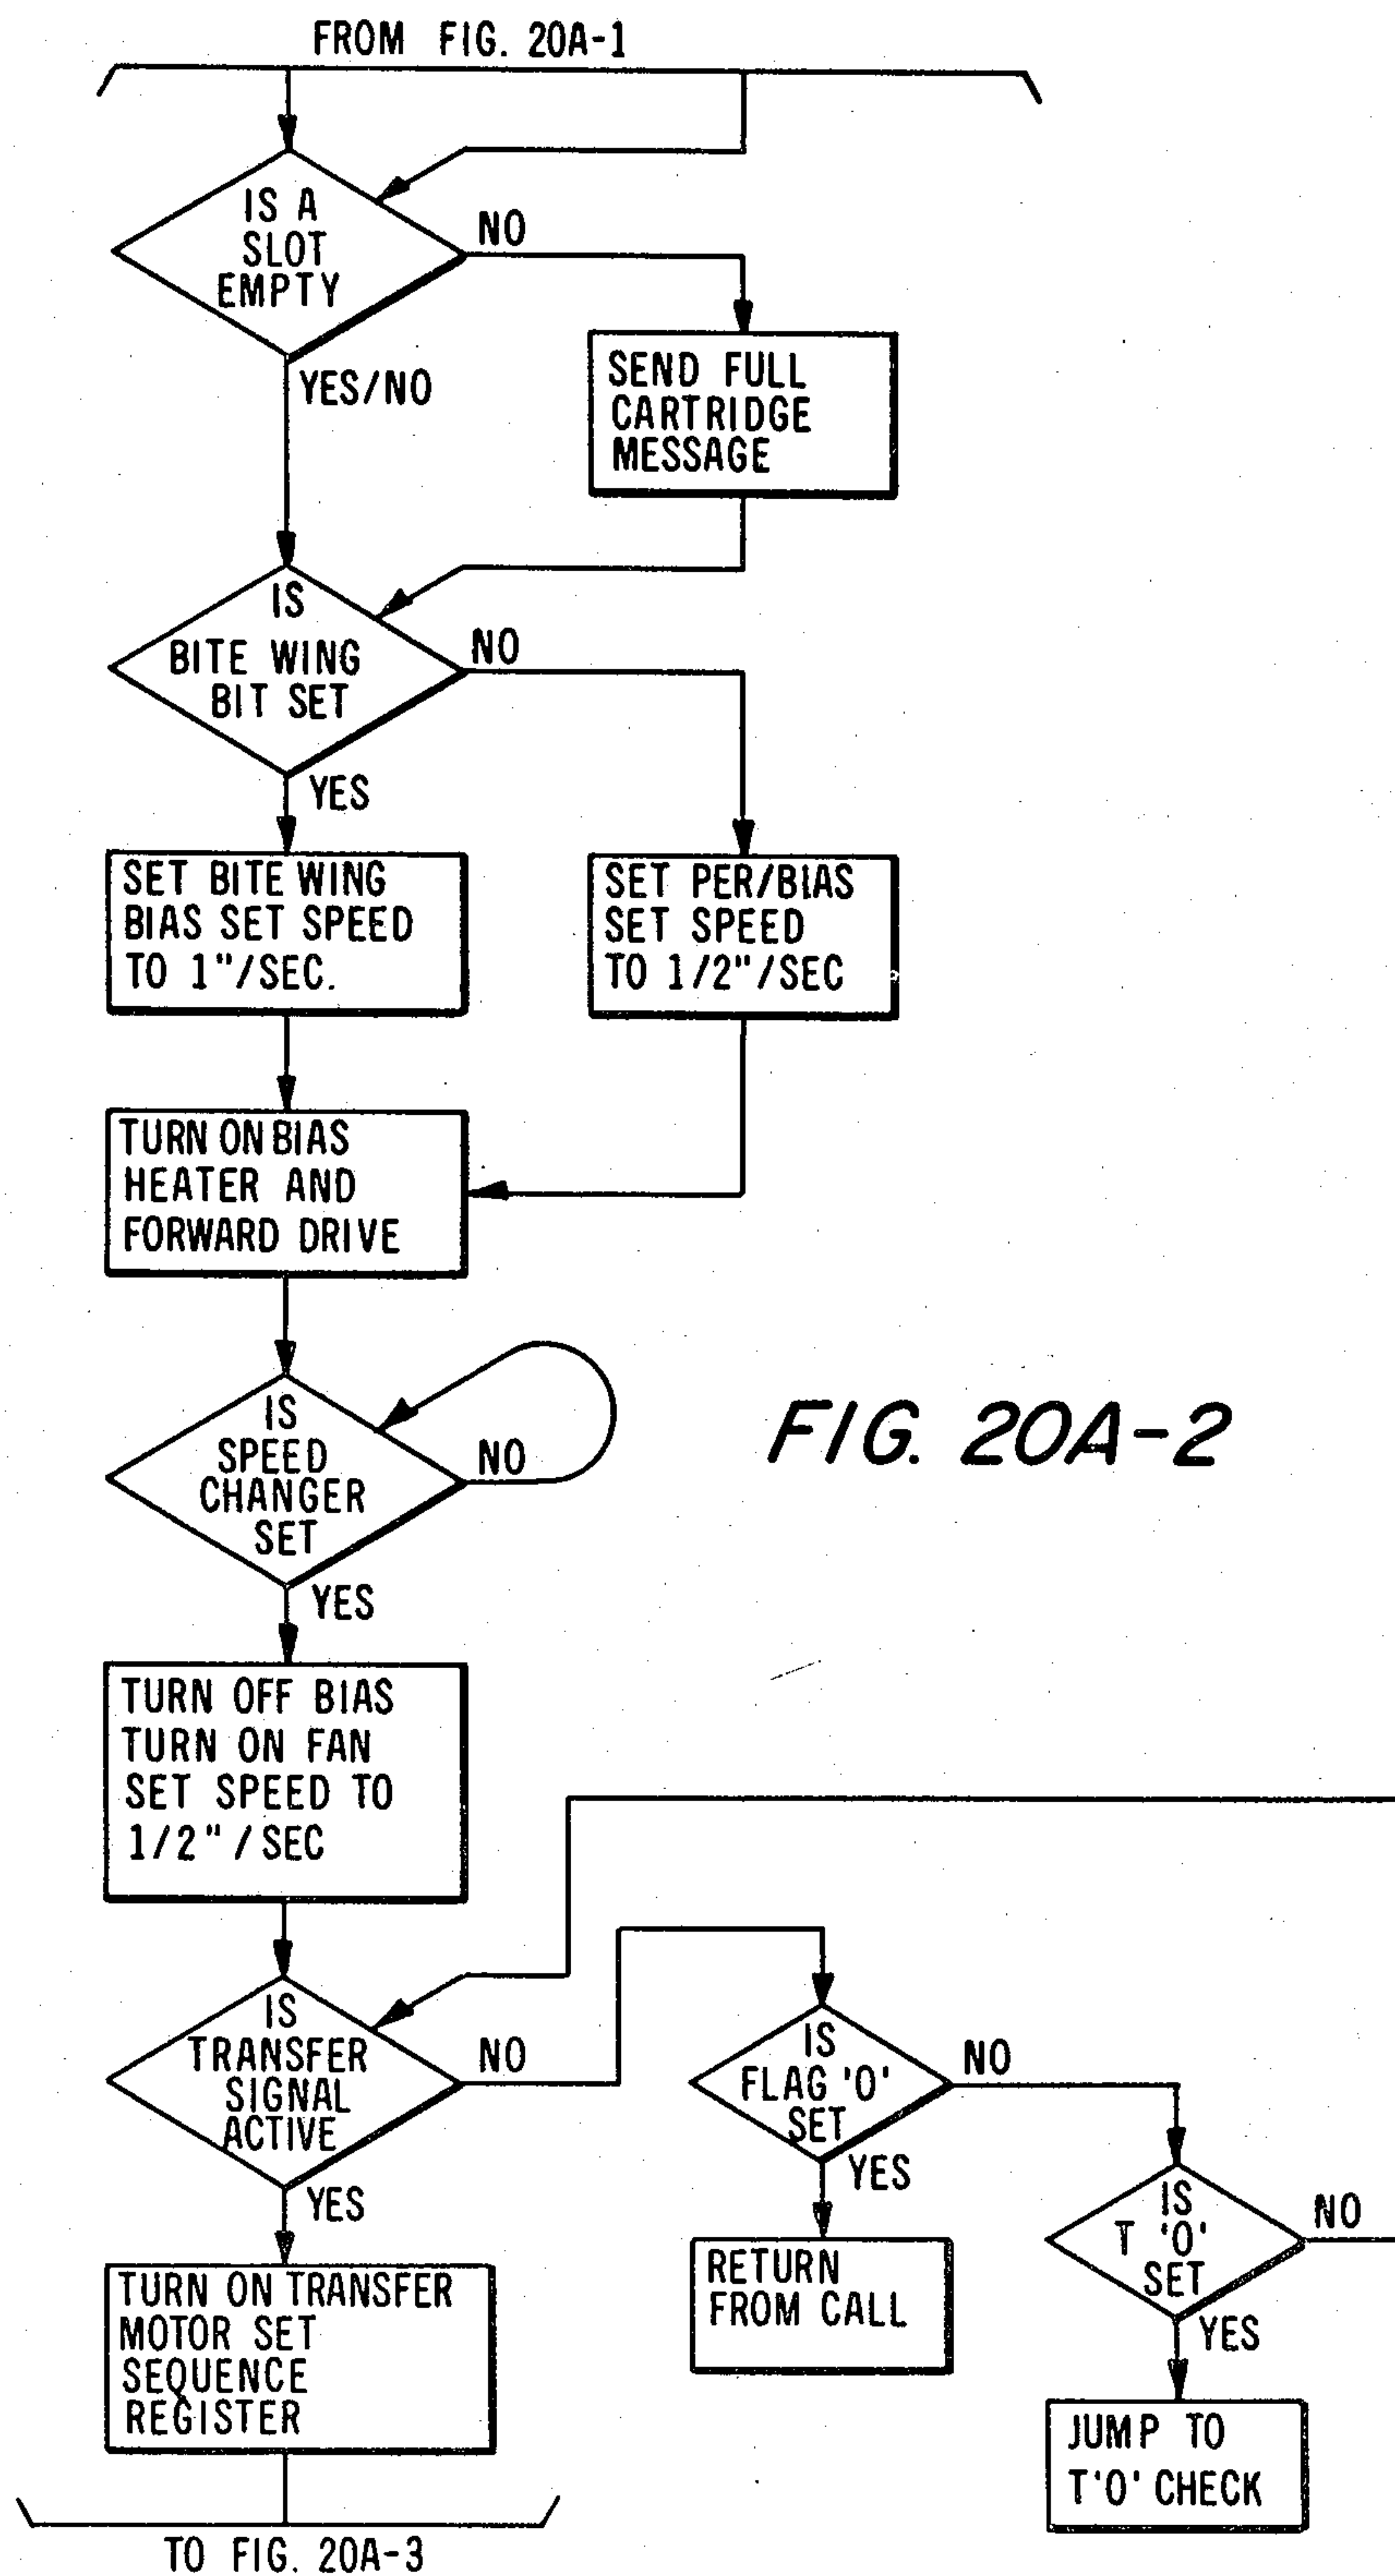 FROM FIG. 20A-1
IS A
SLOT
EMPTY
NO
YES/NO
SEND FULL
CARTRIDGE
MESSAGE
IS
BITE WING
BIT SET
NO
YES
SET BITE WING
BIAS SET SPEED
TO 1"/SEC.
SET PER/BIAS
SET SPEED
TO 1/2"/SEC
TURN ON BIAS
HEATER AND
FORWARD DRIVE
IS
SPEED
CHANGER
SET
NO
YES
FIG. 20A-2
TURN OFF BIAS
TURN ON FAN
SET SPEED TO
1/2"/SEC
IS
TRANSFER
SIGNAL
ACTIVE
NO
YES
IS
FLAG '0'
SET
NO
YES
RETURN
FROM CALL
IS
T '0'
SET
NO
YES
JUMP TO
T'0' CHECK
TURN ON TRANSFER
MOTOR SET
SEQUENCE
REGISTER
TO FIG. 20A-3